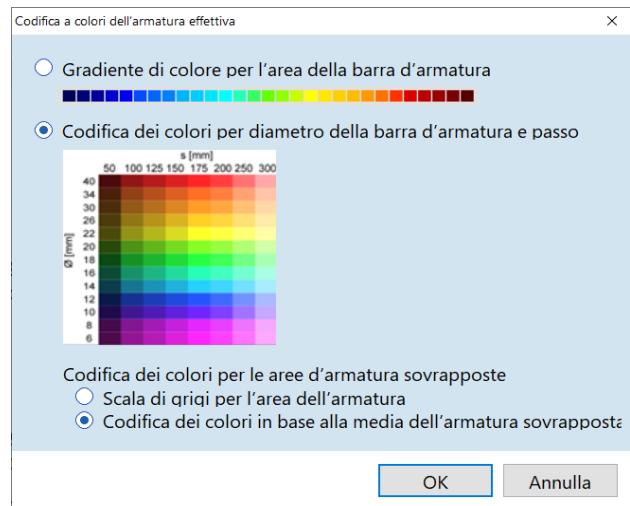 Codifica a colori dell'armatura effettiva
Gradiente di colore per l'area della barra d'armatura
Codifica dei colori per diametro della barra d'armatura e passo
s [mm]
50 100 125 150 175 200 250 300
40
34
30
26
22
20
18
16
14
12
10
8
6
Ø [mm]
Codifica dei colori per le aree d'armatura sovrapposte
Scala di grigi per l'area dell'armatura
Codifica dei colori in base alla media dell'armatura sovrapposta
OK Annulla